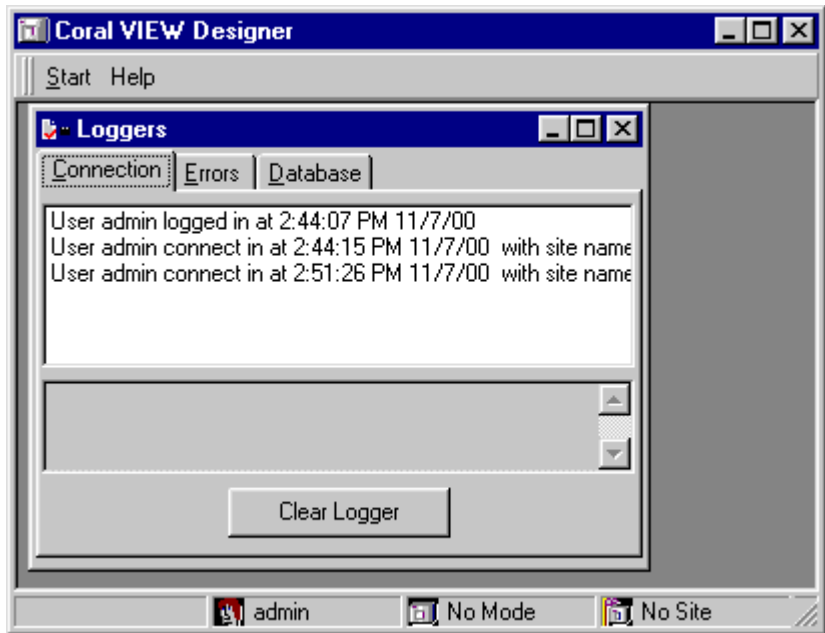 Coral VIEW Designer
Start Help
Loggers
Connection Errors Database
User admin logged in at 2:44:07 PM 11/7/00
User admin connect in at 2:44:15 PM 11/7/00 with site name
User admin connect in at 2:51:26 PM 11/7/00 with site name
Clear Logger
admin No Mode No Site